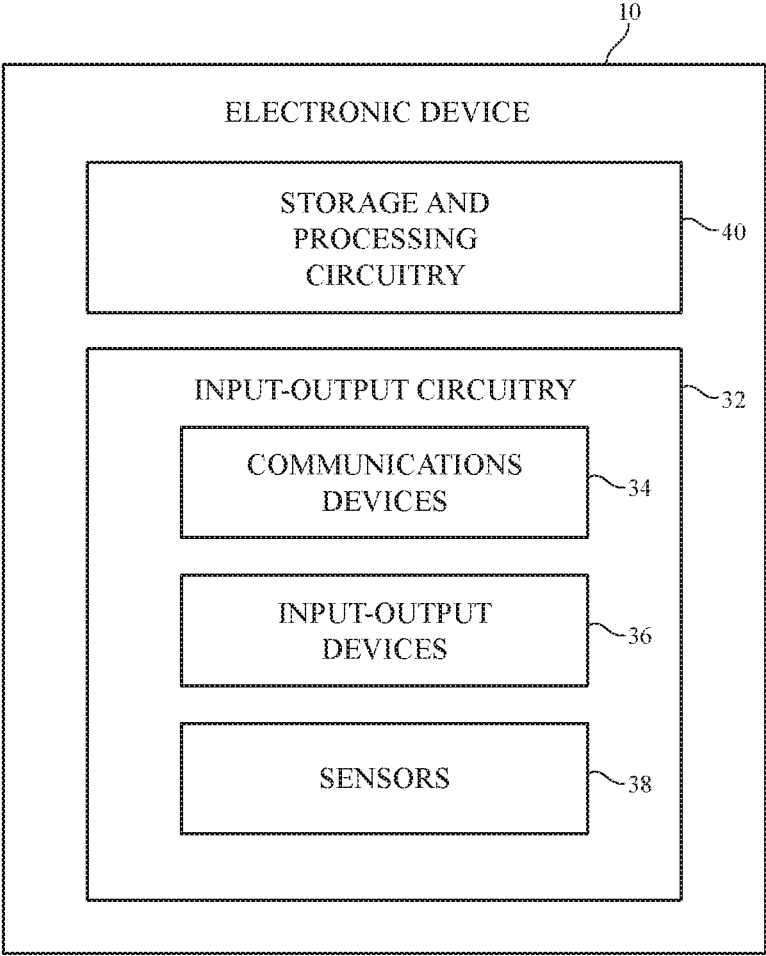 10
ELECTRONIC DEVICE
STORAGE AND
PROCESSING
CIRCUITRY
40
INPUT-OUTPUT CIRCUITRY
32
COMMUNICATIONS
DEVICES
34
INPUT-OUTPUT
DEVICES
36
SENSORS
38